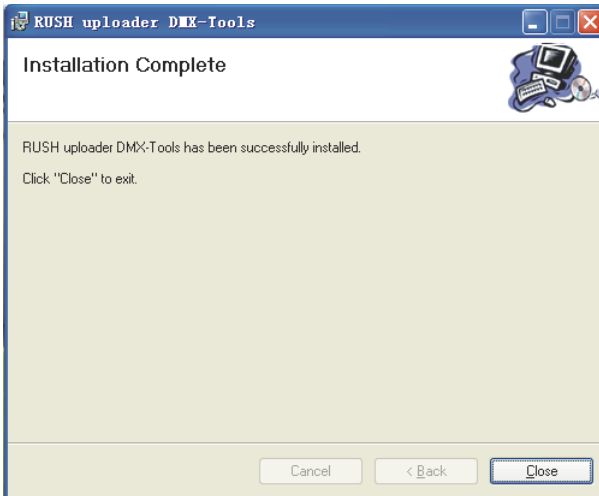 RUSH uploader DMX-Tools
Installation Complete
RUSH uploader DMX-Tools has been successfully installed.
Click "Close" to exit.
Cancel
< Back
Close